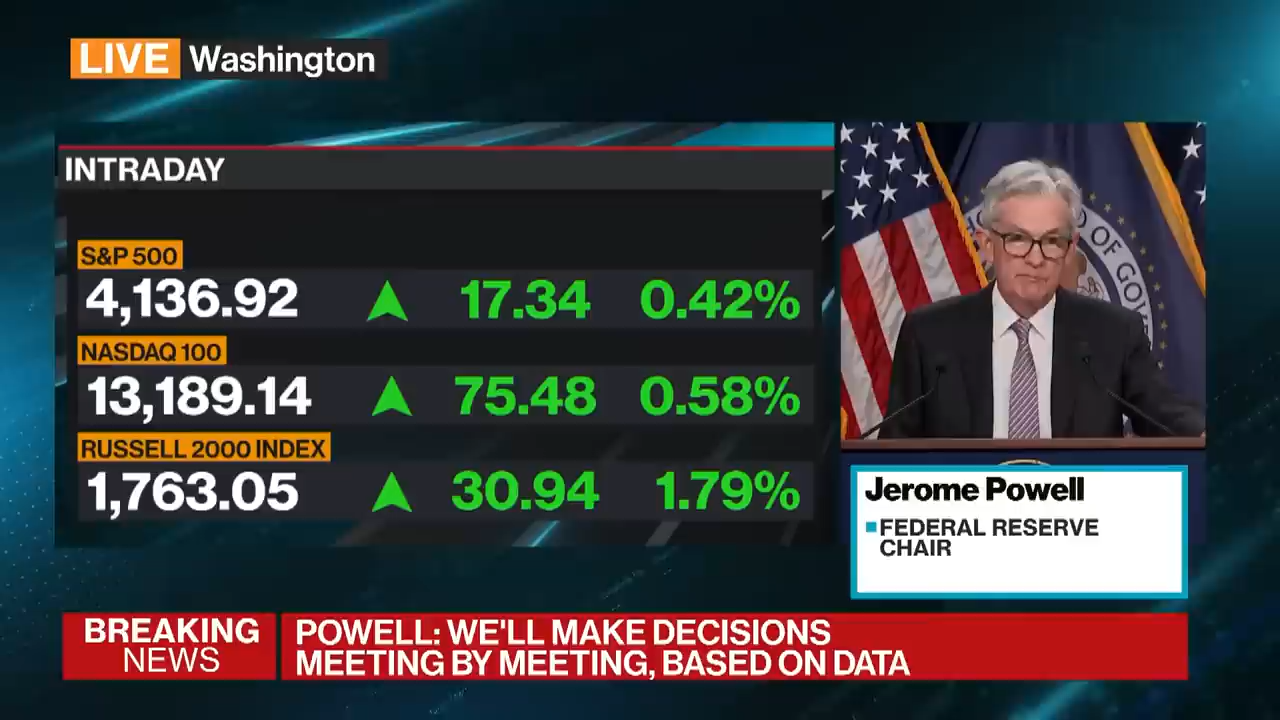 LIVE Washington
INTRADAY
S&P 500
4,136.92 ▲ 17.34 0.42%
NASDAQ 100
13,189.14 ▲ 75.48 0.58%
RUSSELL 2000 INDEX
1,763.05 ▲ 30.94 1.79%
D OF GOV
Jerome Powell
FEDERAL RESERVE
CHAIR
BREAKING
NEWS
POWELL: WE'LL MAKE DECISIONS
MEETING BY MEETING, BASED ON DATA